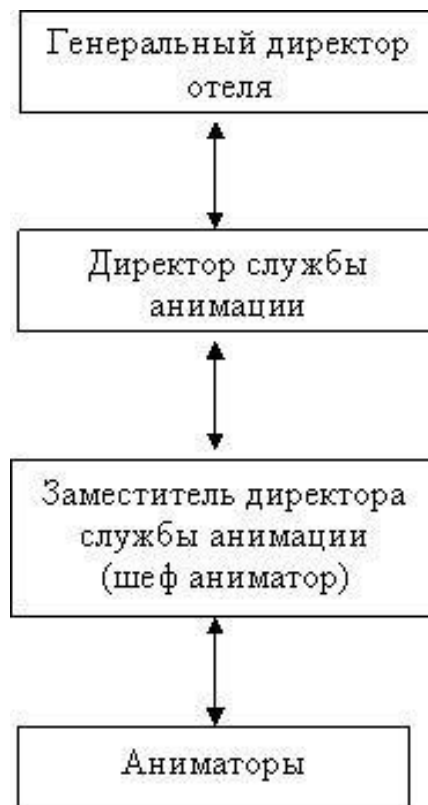 Генеральный директор
отеля
Директор службы
анимации
Заместитель директора
службы анимации
(шеф аниматор)
Аниматоры